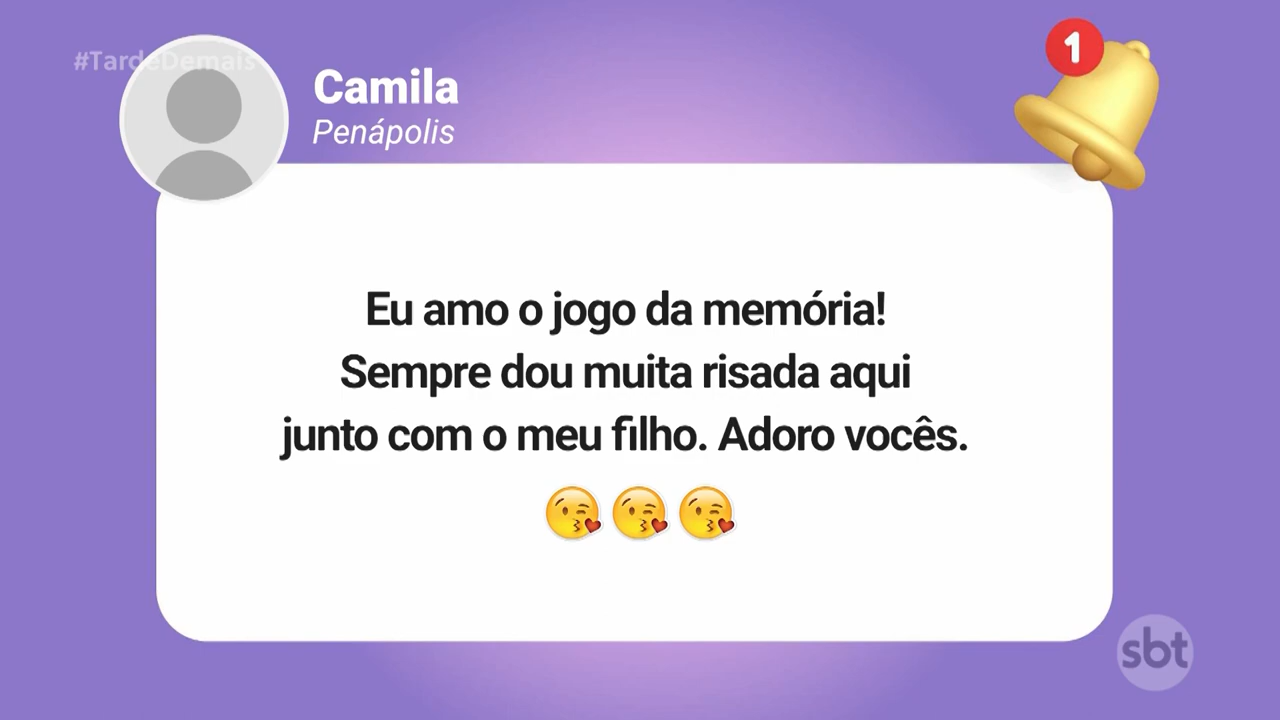 #TardeDemais
1
Camila
Penápolis
Eu amo o jogo da memória!
Sempre dou muita risada aqui
junto com o meu filho. Adoro vocês.
😘😘😘
sbt